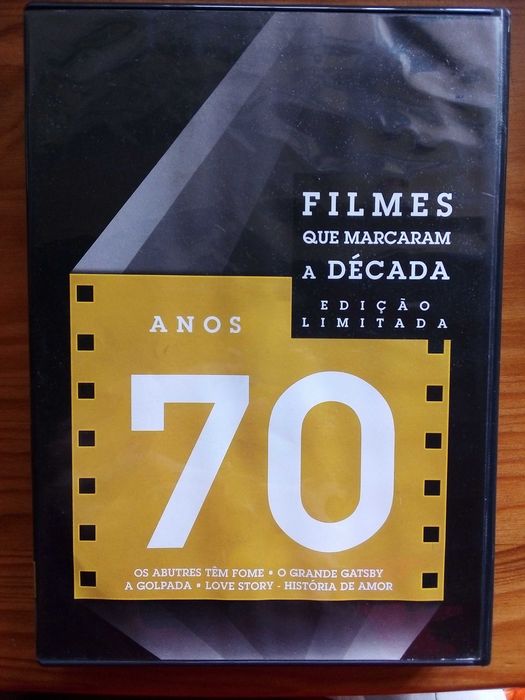 FILMES
QUE MARCARAM
A DÉCADA
EDIÇÃO
LIMITADA
ANOS
70
OS ABUTRES TÊM FOME ▪ O GRANDE GATSBY
A GOLPADA ▪ LOVE STORY - HISTÓRIA DE AMOR